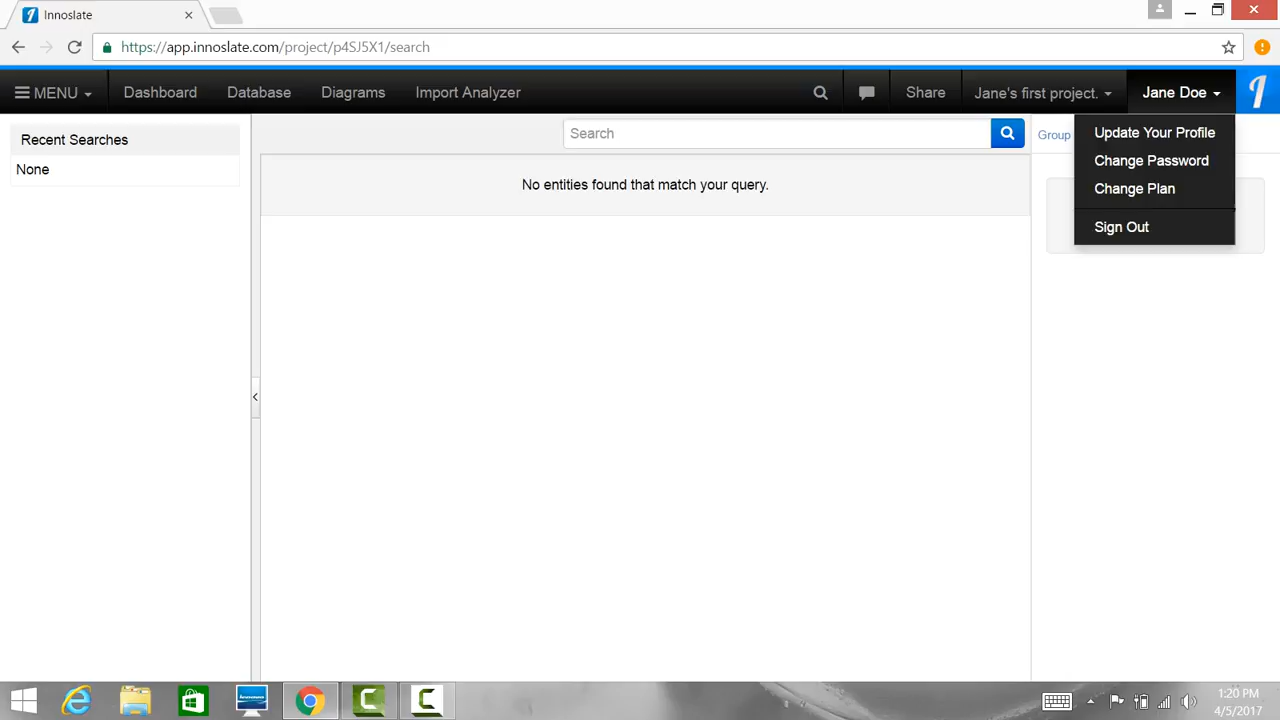 Innoslate
https://app.innoslate.com/project/p4SJ5X1/search
MENU
Dashboard
Database
Diagrams
Import Analyzer
Share
Jane's first project.
Jane Doe
Recent Searches
None
Search
Group
No entities found that match your query.
Update Your Profile
Change Password
Change Plan
Sign Out
1:20 PM
4/5/2017